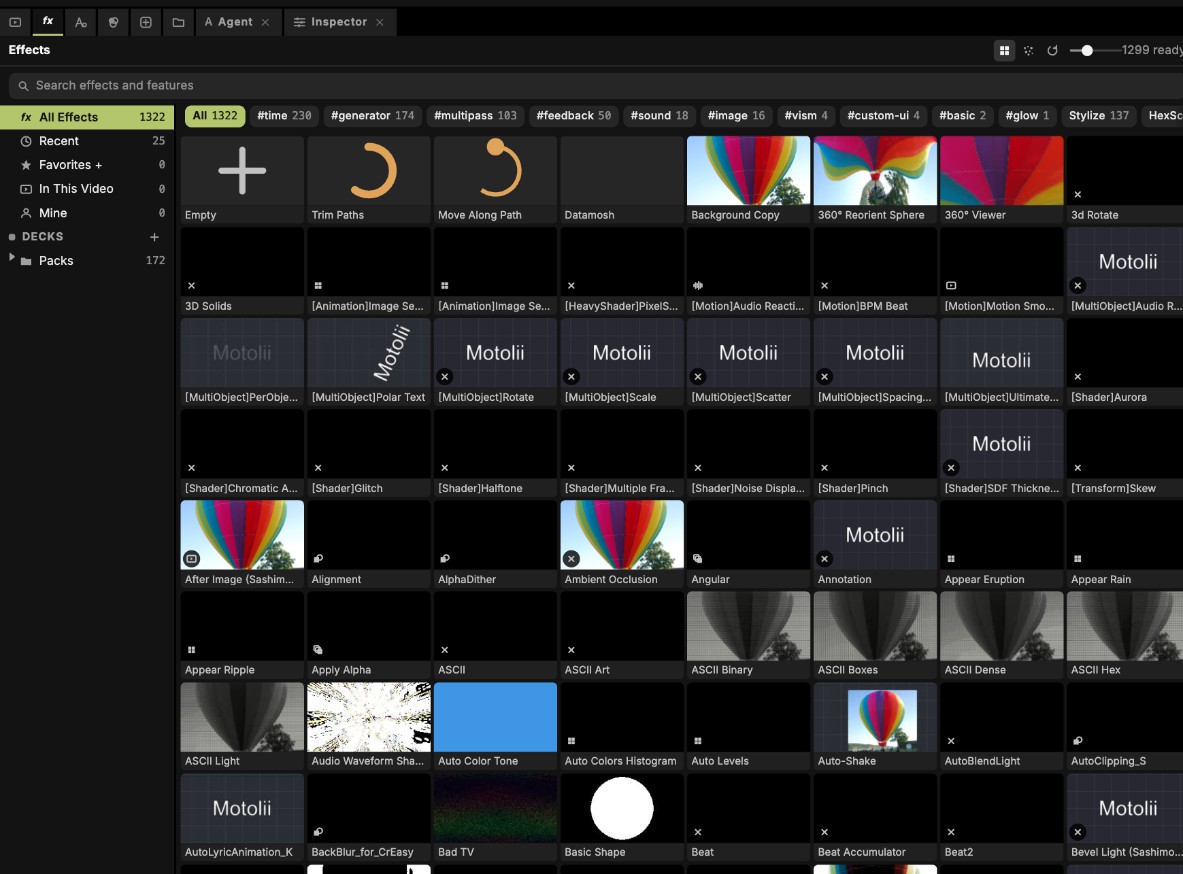 fx
A Agent
Inspector
Effects
1299 ready
Search effects and features
fx All Effects 1322
Recent 25
Favorites + 0
In This Video 0
Mine 0
DECKS +
Packs 172
All 1322 #time 230 #generator 174 #multipass 103 #feedback 50 #sound 18 #image 16 #vism 4 #custom-ui 4 #basic 2 #glow 1 Stylize 137 HexSc
Empty Trim Paths Move Along Path Datamosh Background Copy 360° Reorient Sphere 360° Viewer 3d Rotate
Motolii
3D Solids [Animation]Image Se... [Animation]Image Se... [HeavyShader]PixelS... [Motion]Audio Reacti... [Motion]BPM Beat [Motion]Motion Smo... [MultiObject]Audio R...
Motolii Motolii Motolii Motolii Motolii Motolii Motolii
[MultiObject]PerObje... [MultiObject]Polar Text [MultiObject]Rotate [MultiObject]Scale [MultiObject]Scatter [MultiObject]Spacing... [MultiObject]Ultimate... [Shader]Aurora
Motolii
[Shader]Chromatic A... [Shader]Glitch [Shader]Halftone [Shader]Multiple Fra... [Shader]Noise Displa... [Shader]Pinch [Shader]SDF Thickne... [Transform]Skew
Motolii
After Image (Sashim... Alignment AlphaDither Ambient Occlusion Angular Annotation Appear Eruption Appear Rain
Appear Ripple Apply Alpha ASCII ASCII Art ASCII Binary ASCII Boxes ASCII Dense ASCII Hex
ASCII Light Audio Waveform Sha... Auto Color Tone Auto Colors Histogram Auto Levels Auto-Shake AutoBlendLight AutoClipping_S
Motolii Motolii
AutoLyricAnimation_K BackBlur_for_CrEasy Bad TV Basic Shape Beat Beat Accumulator Beat2 Bevel Light (Sashimo...